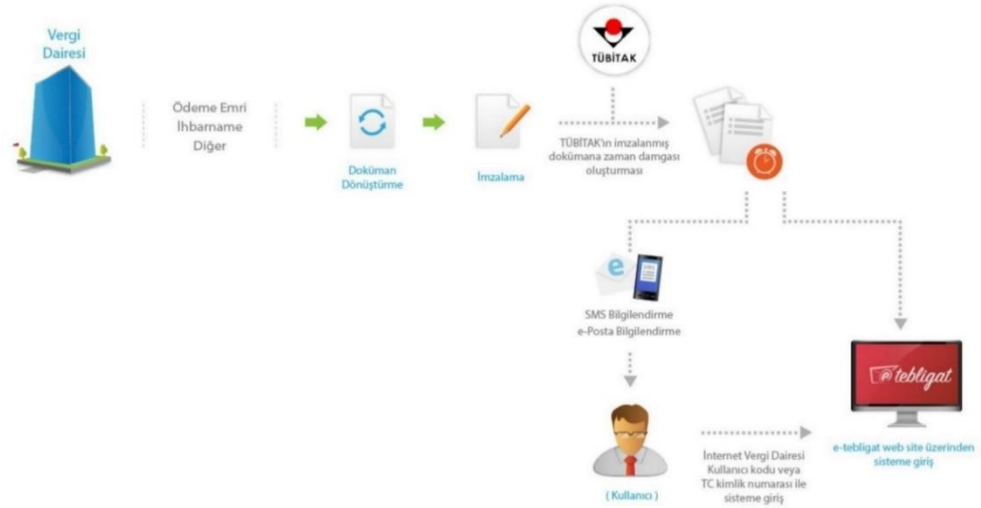 Vergi
Dairesi
Ödeme Emri
İhbarname
Diğer
Doküman
Dönüştürme
İmzalama
TÜBİTAK
TÜBİTAK'ın imzalanmış
dokümana zaman damgası
oluşturması
e
SMS Bilgilendirme
e-Posta Bilgilendirme
( Kullanıcı )
İnternet Vergi Dairesi
Kullanıcı kodu veya
TC kimlik numarası ile
sisteme giriş
e tebligat
e-tebligat web site üzerinden
sisteme giriş